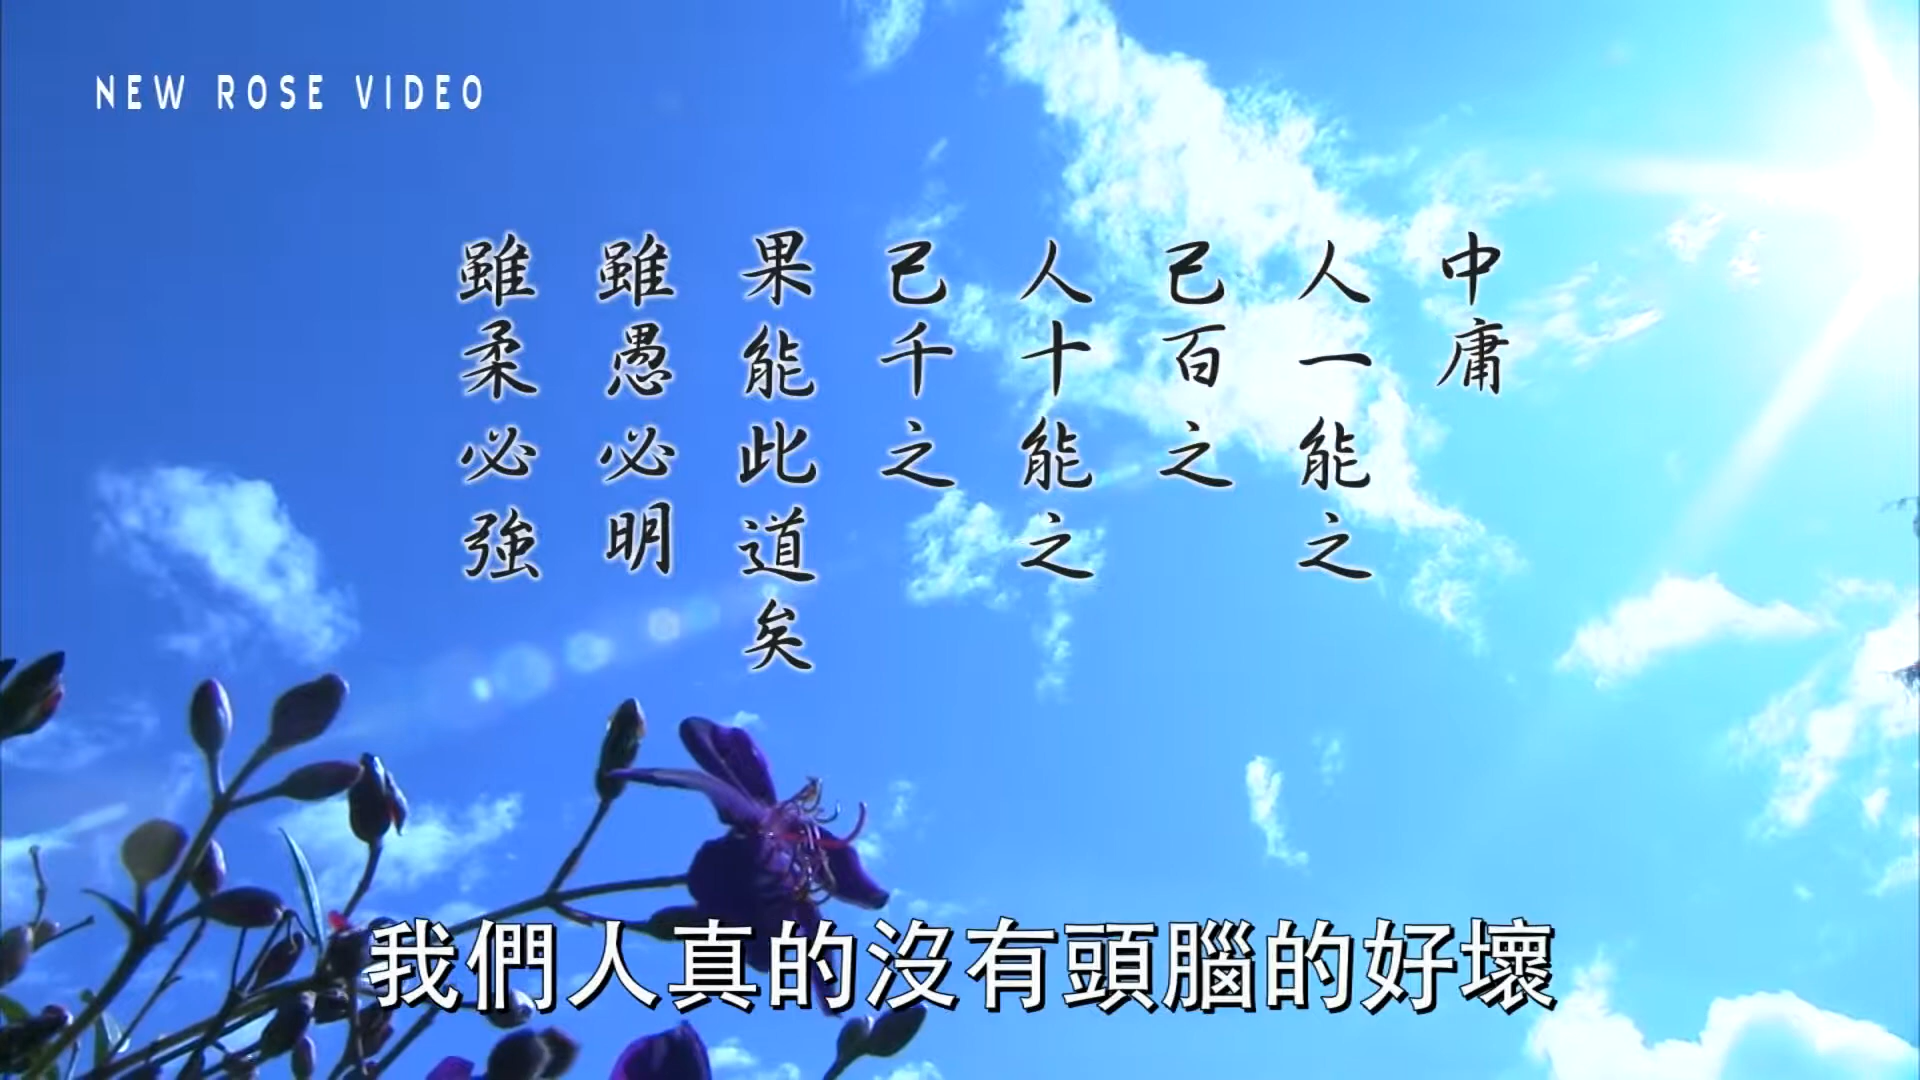 NEW ROSE VIDEO
中庸
人一能之
己百之
人十能之
己千之
果能此道矣
雖愚必明
雖柔必強
我們人真的沒有頭腦的好壞